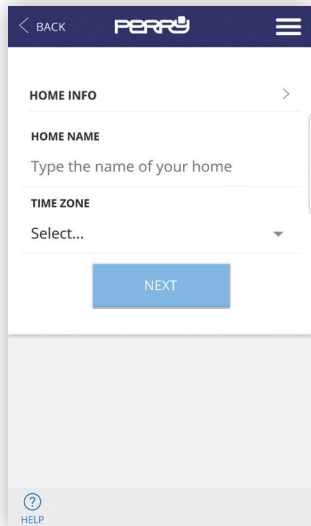 BACK PERRY
HOME INFO
HOME NAME
Type the name of your home
TIME ZONE
Select...
NEXT
?
HELP